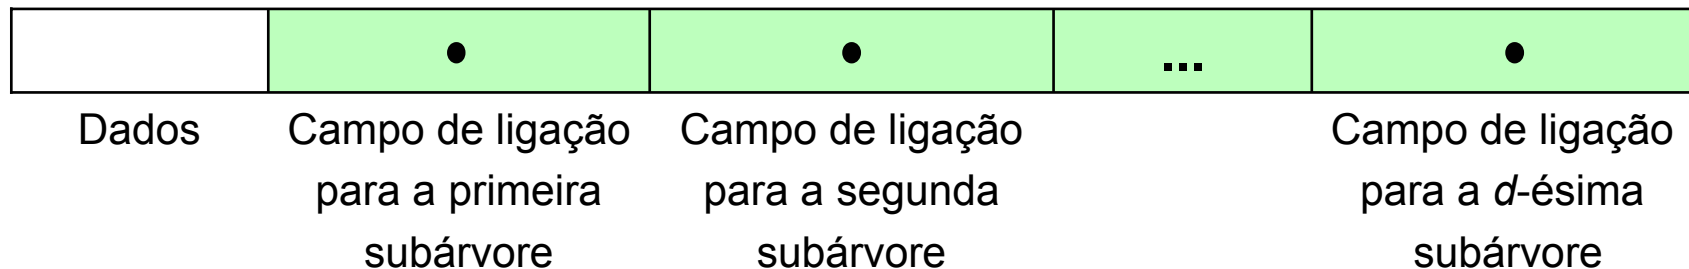 ...
Dados
Campo de ligação
para a primeira
subárvore
Campo de ligação
para a segunda
subárvore
Campo de ligação
para a d-ésima
subárvore